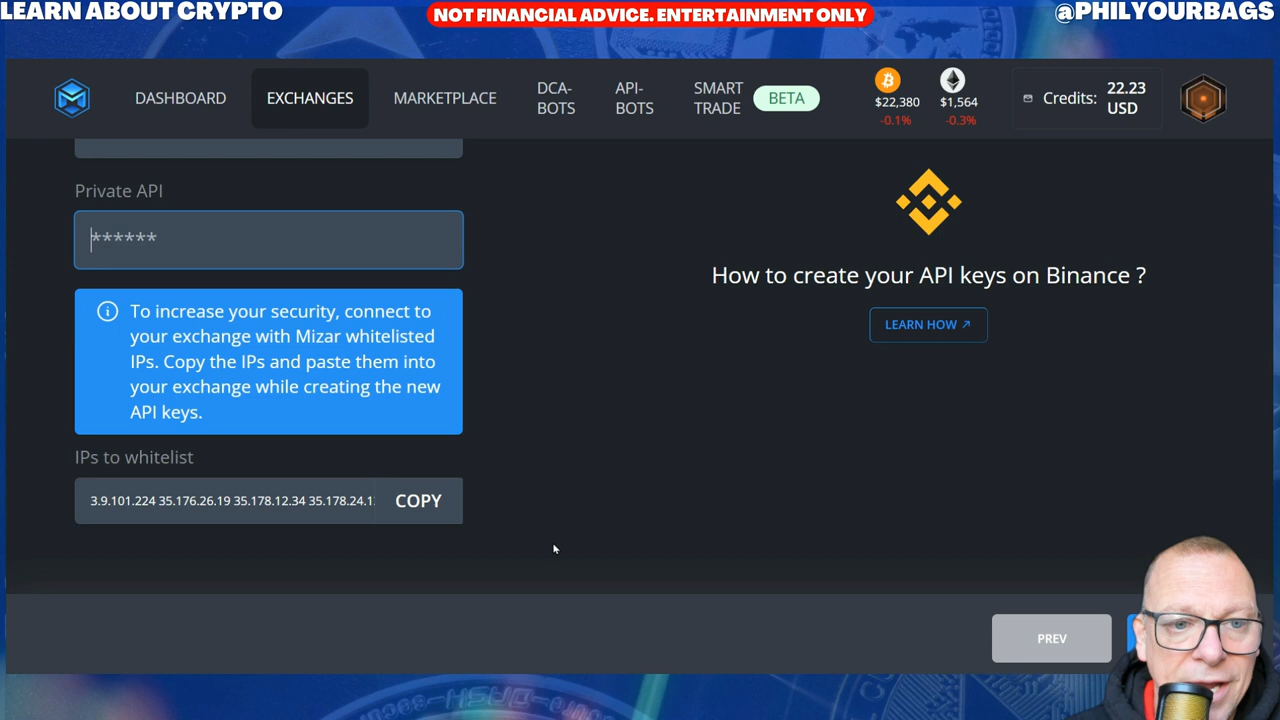 LEARN ABOUT CRYPTO
NOT FINANCIAL ADVICE. ENTERTAINMENT ONLY
@PHILYOURBAGS
DASHBOARD
EXCHANGES
MARKETPLACE
DCA-
BOTS
API-
BOTS
SMART
TRADE
BETA
$22,380
-0.1%
$1,564
-0.3%
Credits:
22.23
USD
Private API
******
To increase your security, connect to
your exchange with Mizar whitelisted
IPs. Copy the IPs and paste them into
your exchange while creating the new
API keys.
IPs to whitelist
3.9.101.224 35.176.26.19 35.178.12.34 35.178.24.1
COPY
How to create your API keys on Binance ?
LEARN HOW ↗
PREV